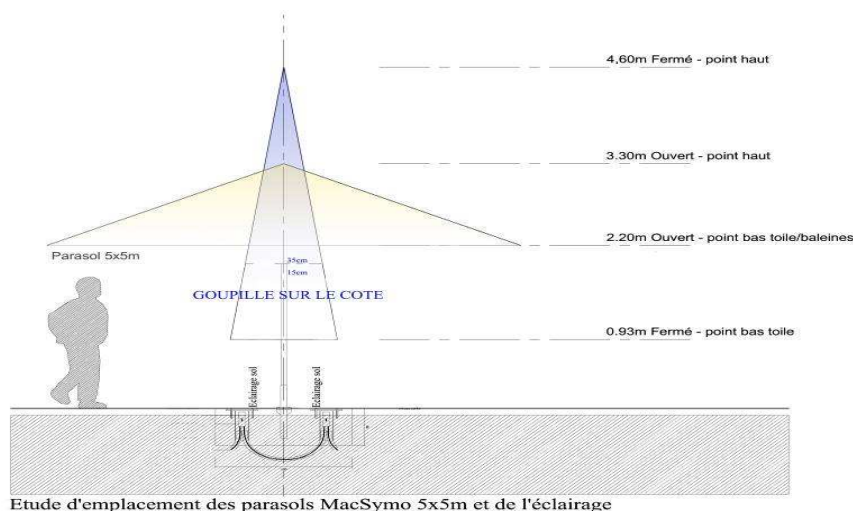 4,60m Fermé - point haut
3.30m Ouvert - point haut
2.20m Ouvert - point bas toile/baleines
Parasol 5x5m
35cm
15cm
GOUPILLE SUR LE COTE
0.93m Fermé - point bas toile
Eclairage sol
Eclairage sol
Etude d'emplacement des parasols MacSymo 5x5m et de l'éclairage